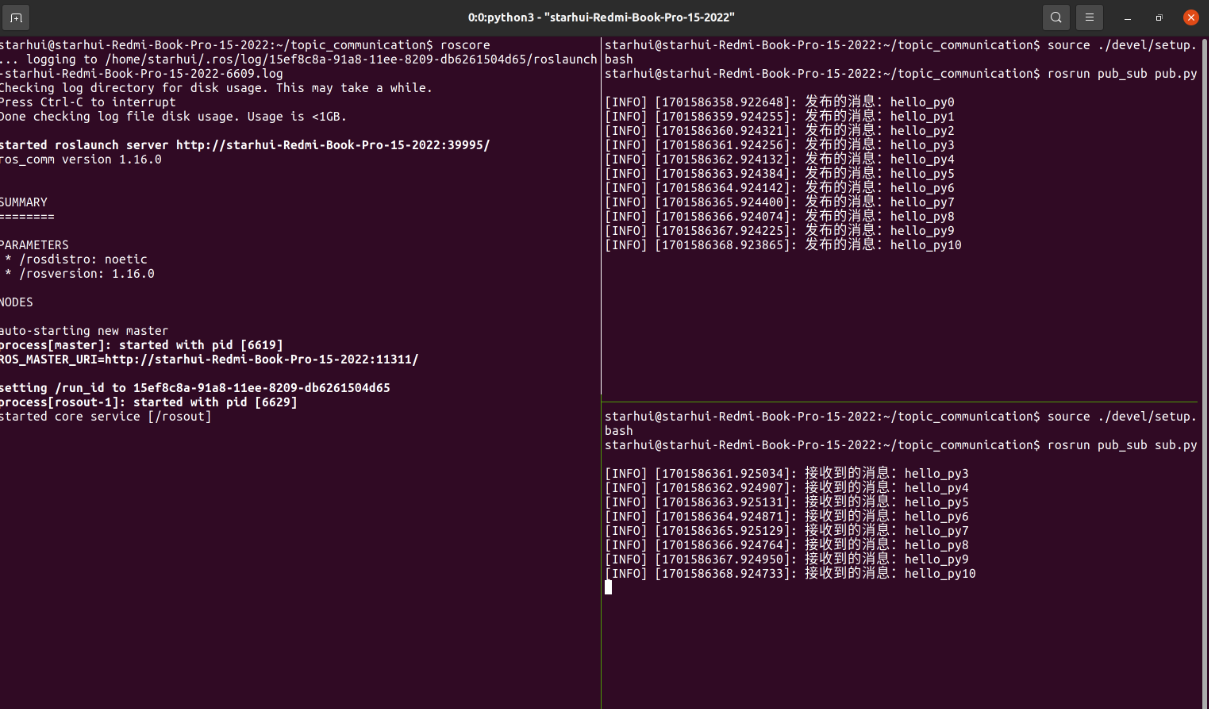 0:0:python3 - "starhui-Redmi-Book-Pro-15-2022"
starhui@starhui-Redmi-Book-Pro-15-2022:~/topic_communication$ roscore
... logging to /home/starhui/.ros/log/15ef8c8a-91a8-11ee-8209-db6261504d65/roslaunch
-starhui-Redmi-Book-Pro-15-2022-6609.log
Checking log directory for disk usage. This may take a while.
Press Ctrl-C to interrupt
Done checking log file disk usage. Usage is <1GB.
started roslaunch server http://starhui-Redmi-Book-Pro-15-2022:39995/
ros_comm version 1.16.0
SUMMARY
========
PARAMETERS
* /rosdistro: noetic
* /rosversion: 1.16.0
NODES
auto-starting new master
process[master]: started with pid [6619]
ROS_MASTER_URI=http://starhui-Redmi-Book-Pro-15-2022:11311/
setting /run_id to 15ef8c8a-91a8-11ee-8209-db6261504d65
process[rosout-1]: started with pid [6629]
started core service [/rosout]
starhui@starhui-Redmi-Book-Pro-15-2022:~/topic_communication$ source ./devel/setup.
bash
starhui@starhui-Redmi-Book-Pro-15-2022:~/topic_communication$ rosrun pub_sub pub.py
[INFO] [1701586358.922648]: 发布的消息：hello_py0
[INFO] [1701586359.924255]: 发布的消息：hello_py1
[INFO] [1701586360.924321]: 发布的消息：hello_py2
[INFO] [1701586361.924256]: 发布的消息：hello_py3
[INFO] [1701586362.924132]: 发布的消息：hello_py4
[INFO] [1701586363.924384]: 发布的消息：hello_py5
[INFO] [1701586364.924142]: 发布的消息：hello_py6
[INFO] [1701586365.924400]: 发布的消息：hello_py7
[INFO] [1701586366.924074]: 发布的消息：hello_py8
[INFO] [1701586367.924225]: 发布的消息：hello_py9
[INFO] [1701586368.923865]: 发布的消息：hello_py10
starhui@starhui-Redmi-Book-Pro-15-2022:~/topic_communication$ source ./devel/setup.
bash
starhui@starhui-Redmi-Book-Pro-15-2022:~/topic_communication$ rosrun pub_sub sub.py
[INFO] [1701586361.925034]: 接收到的消息：hello_py3
[INFO] [1701586362.924907]: 接收到的消息：hello_py4
[INFO] [1701586363.925131]: 接收到的消息：hello_py5
[INFO] [1701586364.924871]: 接收到的消息：hello_py6
[INFO] [1701586365.925129]: 接收到的消息：hello_py7
[INFO] [1701586366.924764]: 接收到的消息：hello_py8
[INFO] [1701586367.924950]: 接收到的消息：hello_py9
[INFO] [1701586368.924733]: 接收到的消息：hello_py10